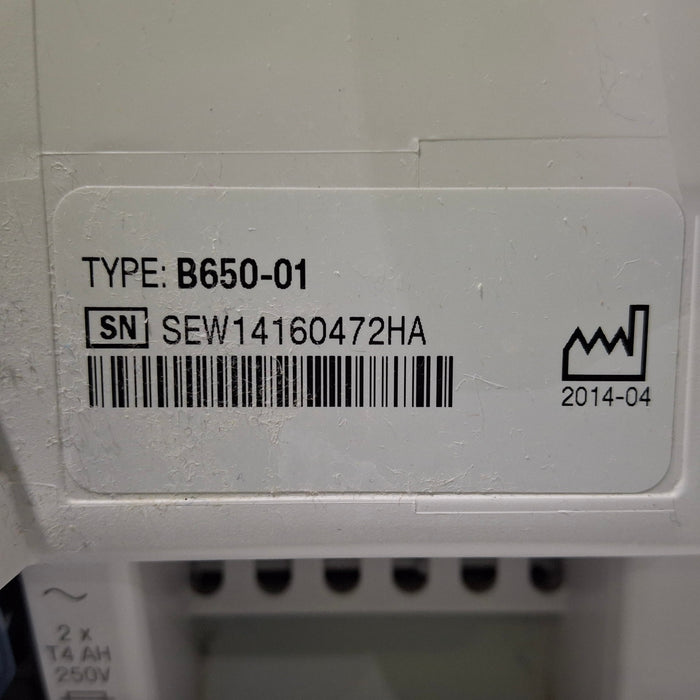 TYPE: B650-01
SN SEW14160472HA
2014-04
2 x
T4 AH
250V